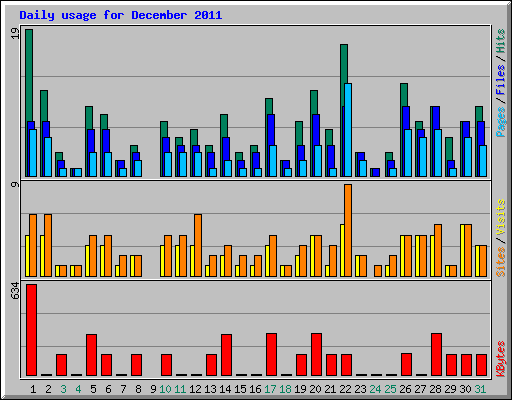 Daily usage for December 2011
19
Pages / Files / Hits
9
Sites / Visits
634
KBytes
1 2 3 4 5 6 7 8 9 10 11 12 13 14 15 16 17 18 19 20 21 22 23 24 25 26 27 28 29 30 31